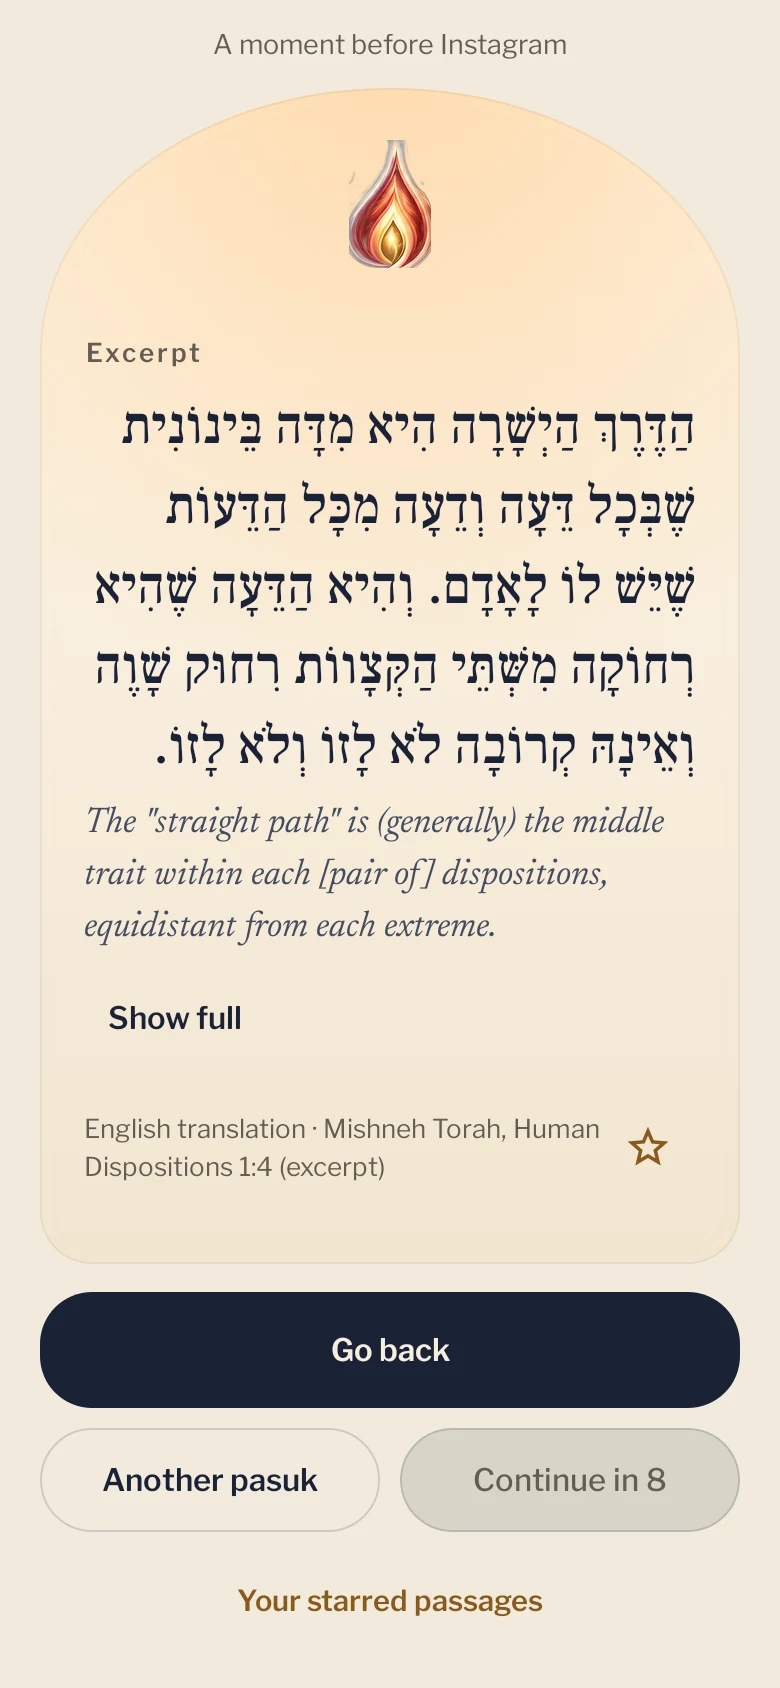 A moment before Instagram
Excerpt
הַדֶּרֶךְ הַיְשָׁרָה הִיא מִדָּה בֵּינוֹנִית
שֶׁבְּכָל דֵּעָה וְדֵעָה מִכָּל הַדֵּעוֹת
שֶׁיֵּשׁ לוֹ לָאָדָם. וְהִיא הַדֵּעָה שֶׁהִיא
רְחוֹקָה מִשְּׁתֵּי הַקְּצָווֹת רִחוּק שָׁוֶה
וְאֵינָהּ קְרוֹבָה לֹא לָזוֹ וְלֹא לָזוֹ.
The "straight path" is (generally) the middle
trait within each [pair of] dispositions,
equidistant from each extreme.
Show full
English translation · Mishneh Torah, Human
Dispositions 1:4 (excerpt)
Go back
Another pasuk
Continue in 8
Your starred passages